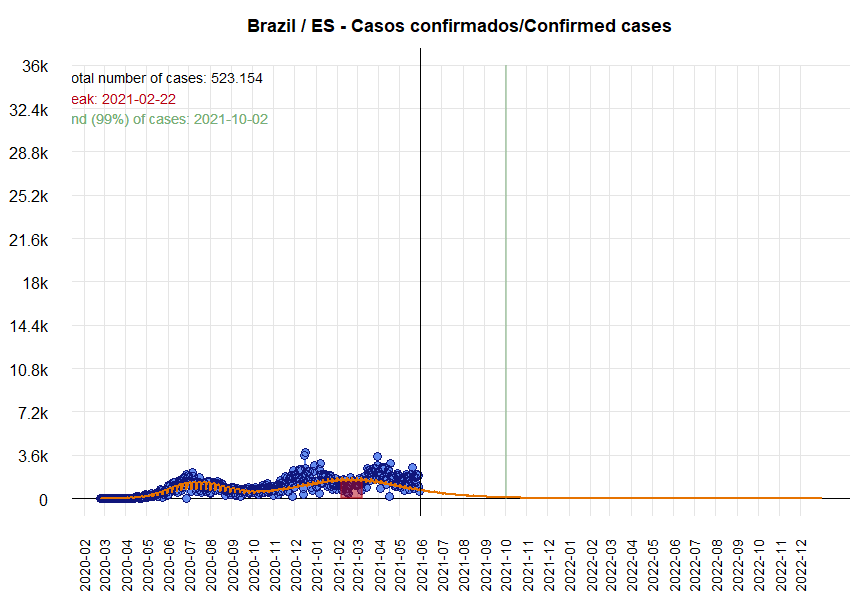 Brazil / ES - Casos confirmados/Confirmed cases
otal number of cases: 523.154
eak: 2021-02-22
nd (99%) of cases: 2021-10-02
36k
32.4k
28.8k
25.2k
21.6k
18k
14.4k
10.8k
7.2k
3.6k
0
2020-02
2020-03
2020-04
2020-05
2020-06
2020-07
2020-08
2020-09
2020-10
2020-11
2020-12
2021-01
2021-02
2021-03
2021-04
2021-05
2021-06
2021-07
2021-08
2021-09
2021-10
2021-11
2021-12
2022-01
2022-02
2022-03
2022-04
2022-05
2022-06
2022-07
2022-08
2022-09
2022-10
2022-11
2022-12